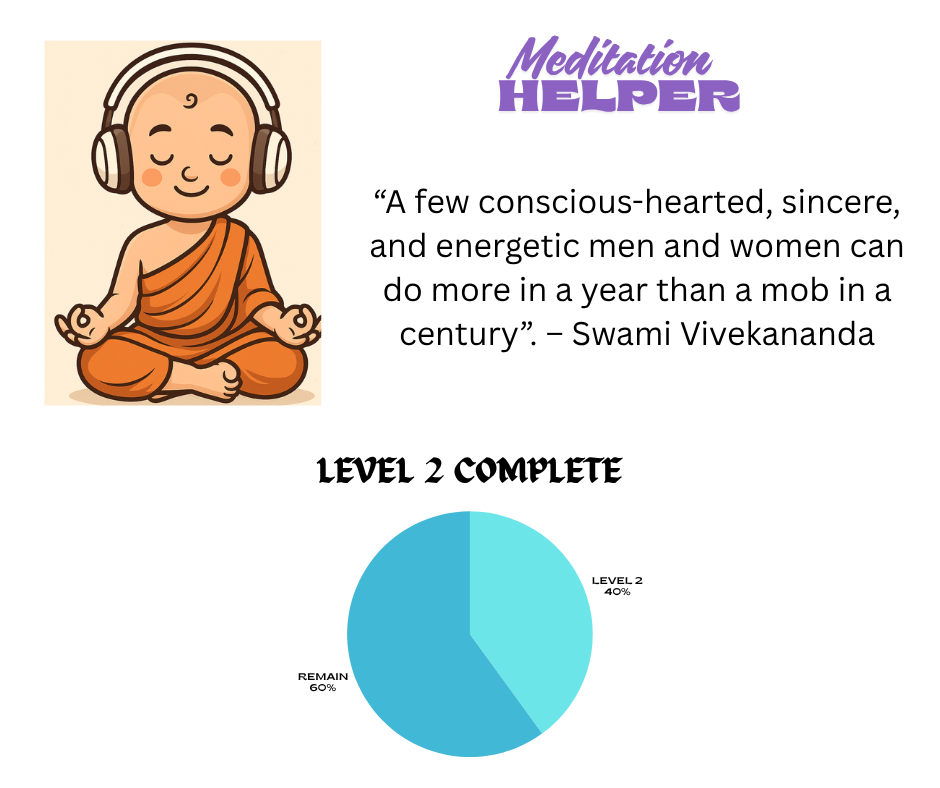 Meditation
HELPER
“A few conscious-hearted, sincere,
and energetic men and women can
do more in a year than a mob in a
century”. – Swami Vivekananda
LEVEL 2 COMPLETE
LEVEL 2
40%
REMAIN
60%